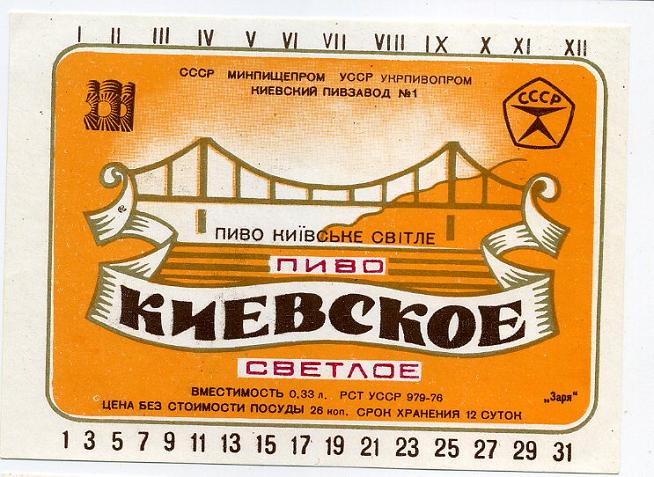 I II III IV V VI VII VIII IX X XI XII
СССР МИНПИЩЕПРОМ УССР УКРПИВОПРОМ
КИЕВСКИЙ ПИВЗАВОД №1
СССР
ПИВО КИЇВСЬКЕ СВІТЛЕ
ПИВО
КИЕВСКОЕ
СВЕТЛОЕ
ВМЕСТИМОСТЬ 0,33 л. РСТ УССР 979-76
ЦЕНА БЕЗ СТОИМОСТИ ПОСУДЫ 26 коп. СРОК ХРАНЕНИЯ 12 СУТОК
„Заря“
1 3 5 7 9 11 13 15 17 19 21 23 25 27 29 31